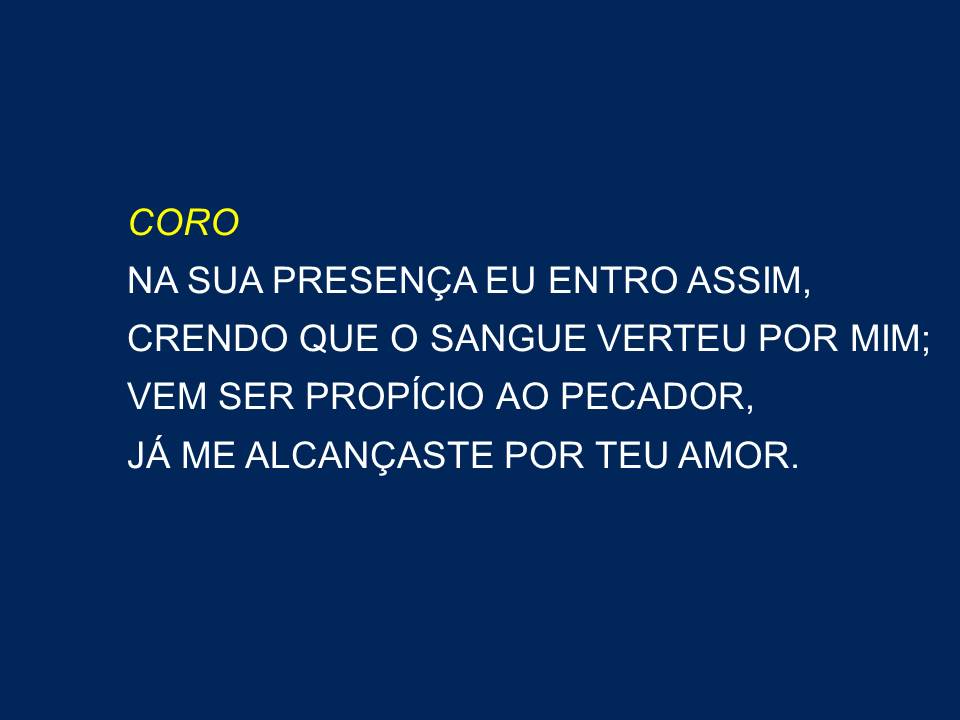 CORO
NA SUA PRESENÇA EU ENTRO ASSIM,
CRENDO QUE O SANGUE VERTEU POR MIM;
VEM SER PROPÍCIO AO PECADOR,
JÁ ME ALCANÇASTE POR TEU AMOR.